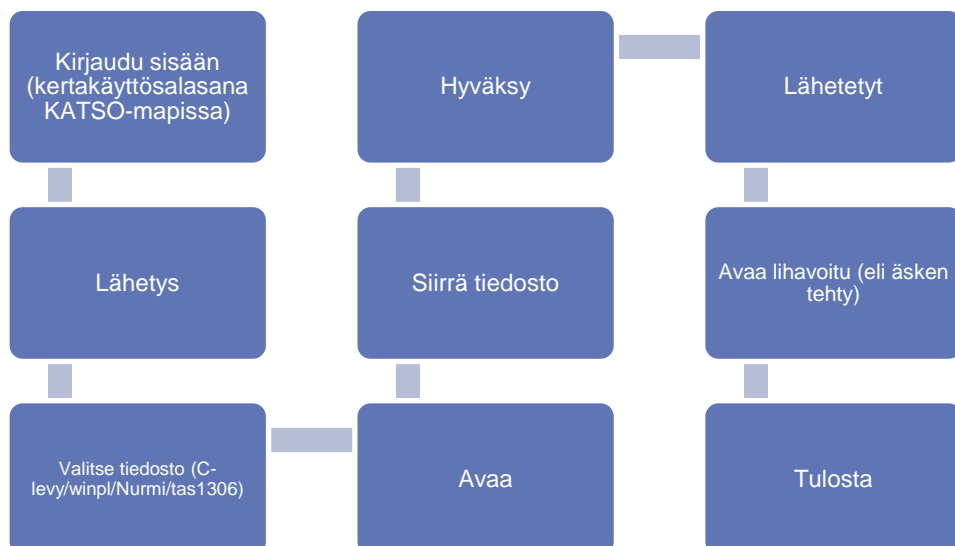 Kirjaudu sisään
(kertakäyttösalasana
KATSO-mapissa)
Lähetys
Valitse tiedosto (C-
levy/winpl/Nurmi/tas1306)
Avaa
Siirrä tiedosto
Hyväksy
Lähetetyt
Avaa lihavoitu (eli äsken
tehty)
Tulosta